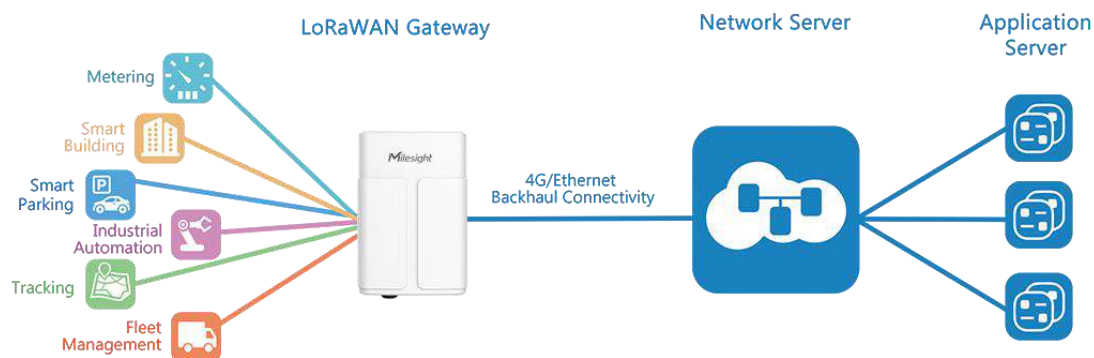 LoRaWAN Gateway
Network Server
Application
Server
Metering
Smart
Building
Smart
Parking
P
Industrial
Automation
Tracking
Fleet
Management
Milesight
4G/Ethernet
Backhaul Connectivity